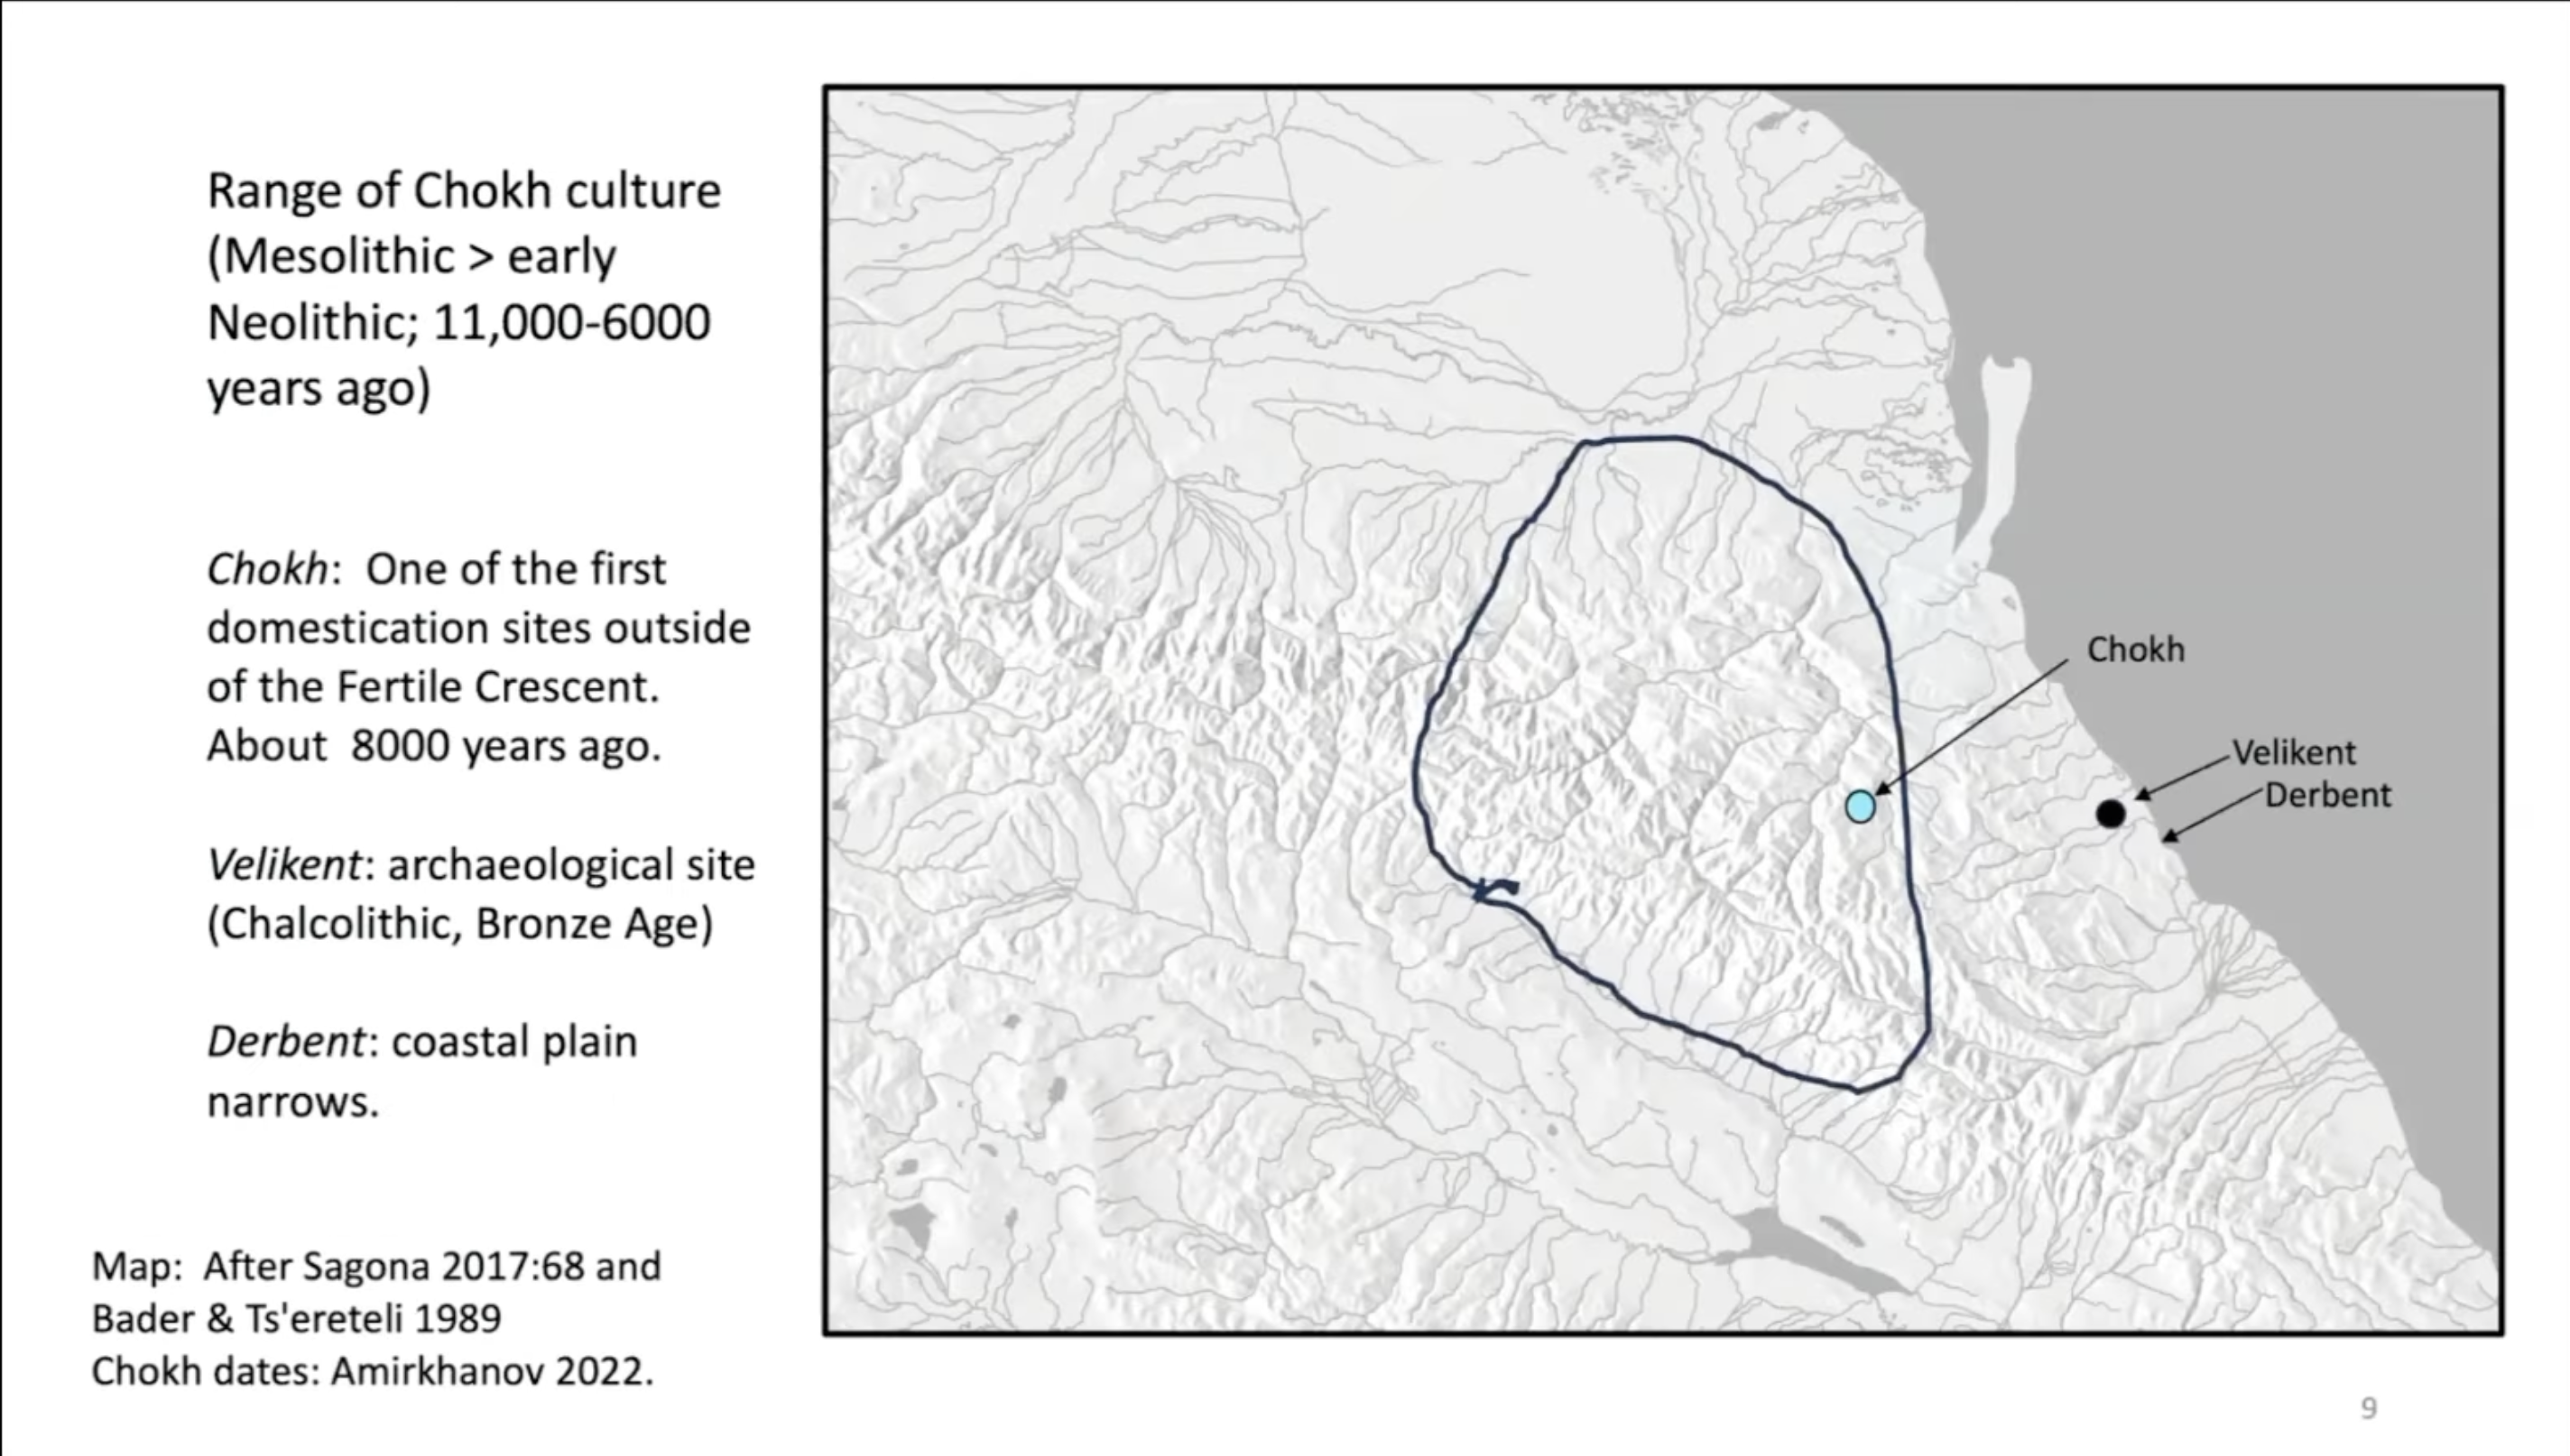 Range of Chokh culture
(Mesolithic > early
Neolithic; 11,000-6000
years ago)
Chokh: One of the first
domestication sites outside
of the Fertile Crescent.
About 8000 years ago.
Velikent: archaeological site
(Chalcolithic, Bronze Age)
Derbent: coastal plain
narrows.
Map: After Sagona 2017:68 and
Bader & Ts'ereteli 1989
Chokh dates: Amirkhanov 2022.
Chokh
Velikent
Derbent
9